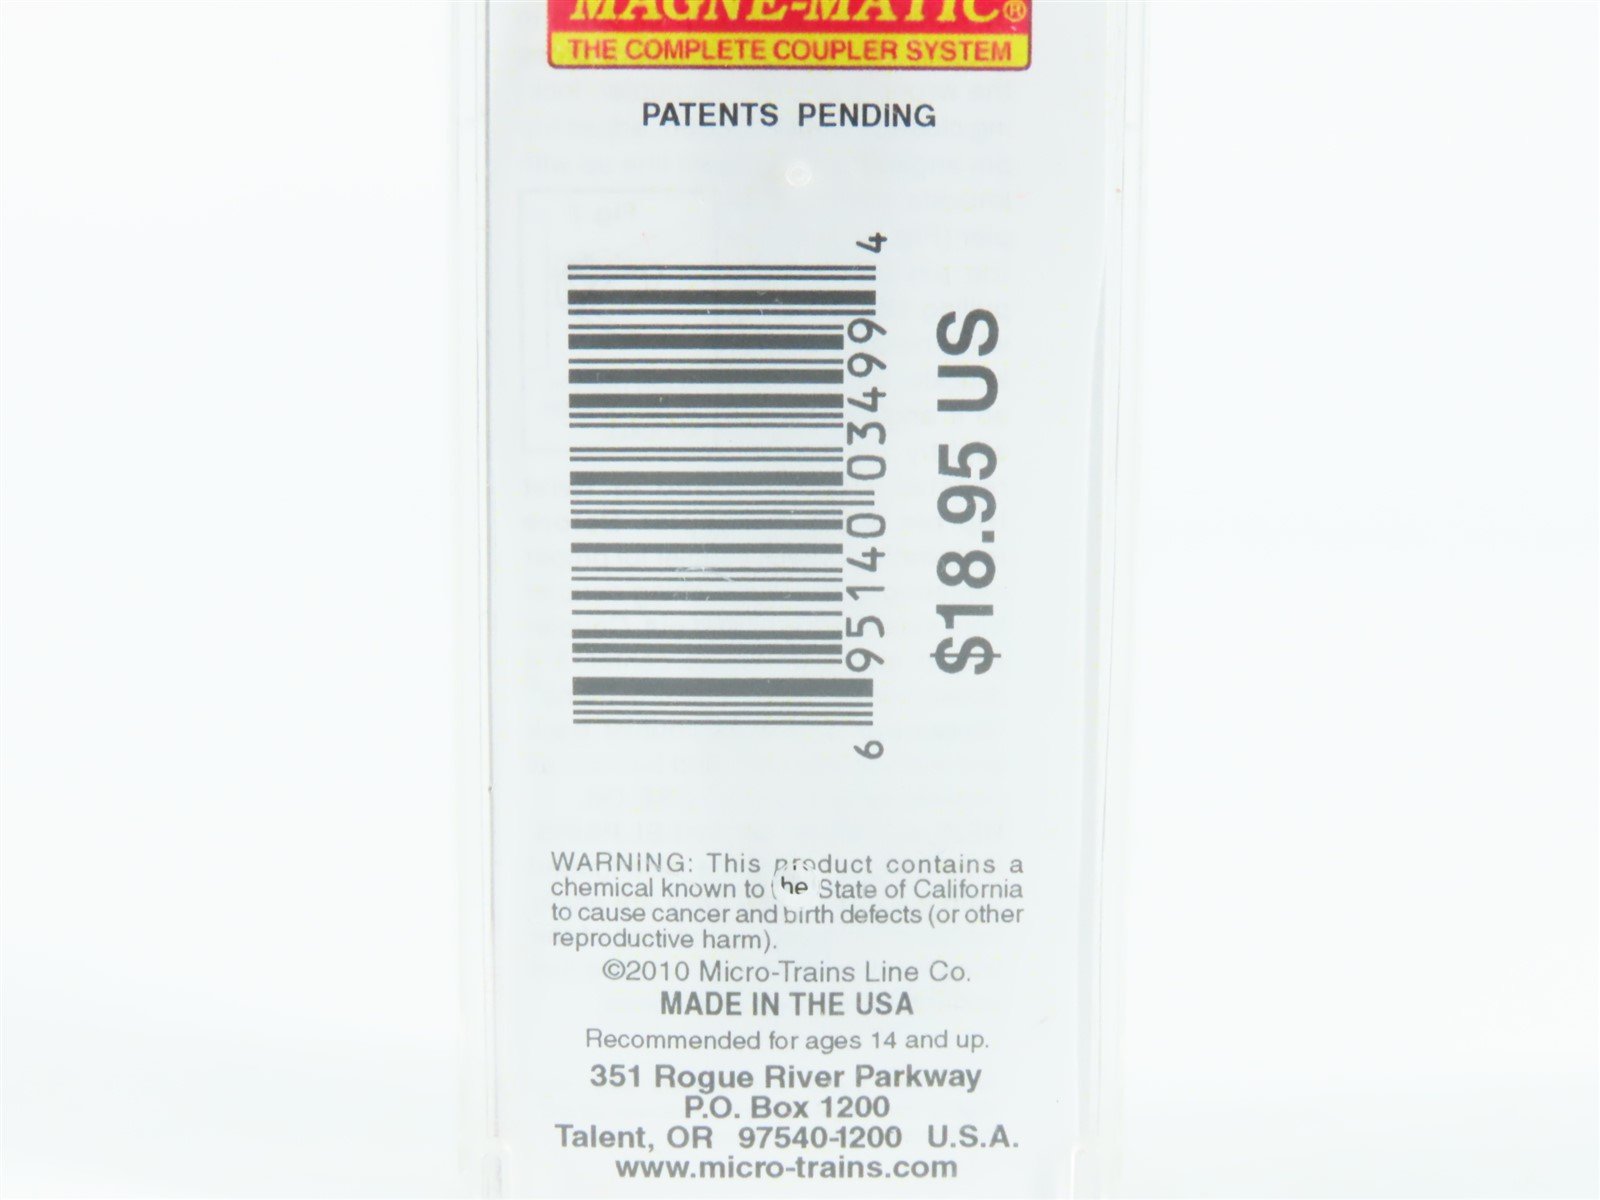 MAGNE-MATIC®
THE COMPLETE COUPLER SYSTEM
PATENTS PENDING
6 95140 03499 4
$18.95 US
WARNING: This product contains a
chemical known to the State of California
to cause cancer and birth defects (or other
reproductive harm).
©2010 Micro-Trains Line Co.
MADE IN THE USA
Recommended for ages 14 and up.
351 Rogue River Parkway
P.O. Box 1200
Talent, OR 97540-1200 U.S.A.
www.micro-trains.com